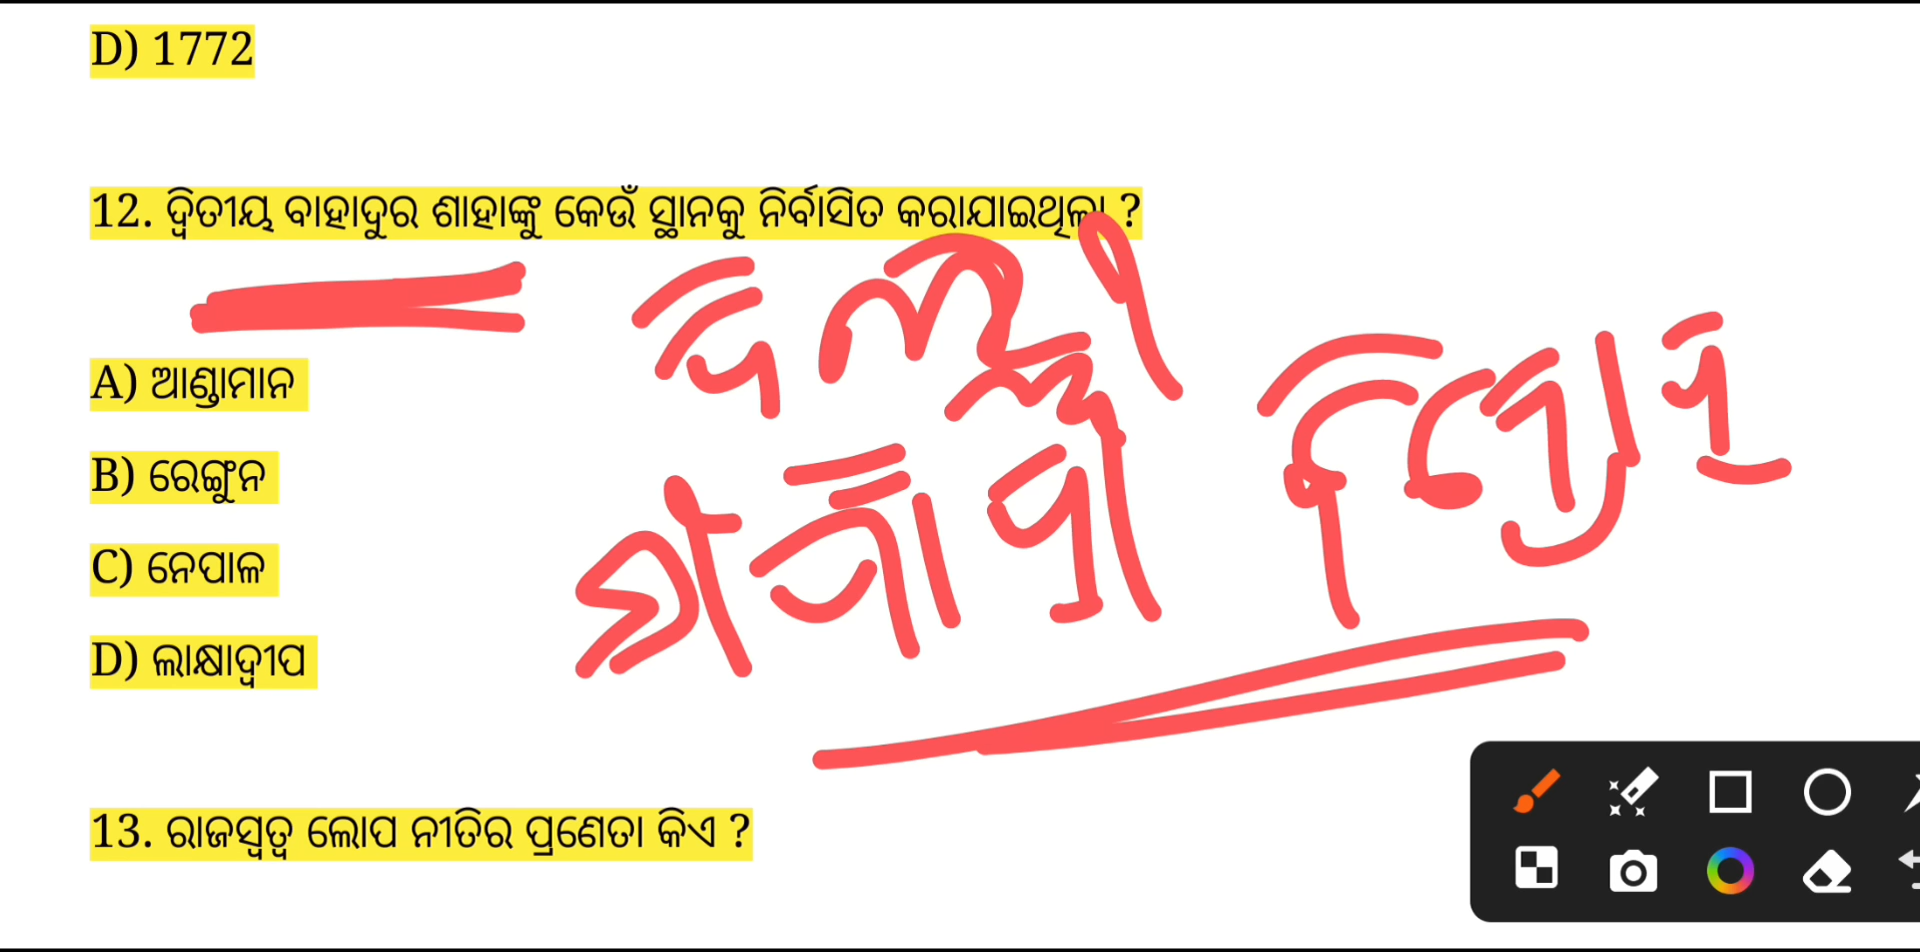 D) 1772
12. ଦ୍ୱିତୀୟ ବାହାଦୁର ଶାହାଙ୍କୁ କେଉଁ ସ୍ଥାନକୁ ନିର୍ବାସିତ କରାଯାଇଥିଲା ?
A) ଆଣ୍ଡାମାନ
B) ରେଙ୍ଗୁନ
C) ନେପାଳ
D) ଲାକ୍ଷାଦ୍ୱୀପ
13. ରାଜସ୍ୱତ୍ୱ ଲୋପ ନୀତିର ପ୍ରଣେତା କିଏ ?